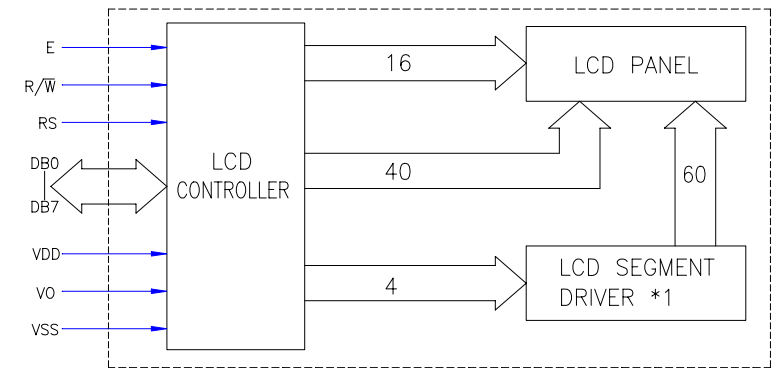 E
R/W̅
RS
DB0
DB7
VDD
VO
VSS
LCD
CONTROLLER
16
40
4
LCD PANEL
60
LCD SEGMENT
DRIVER *1